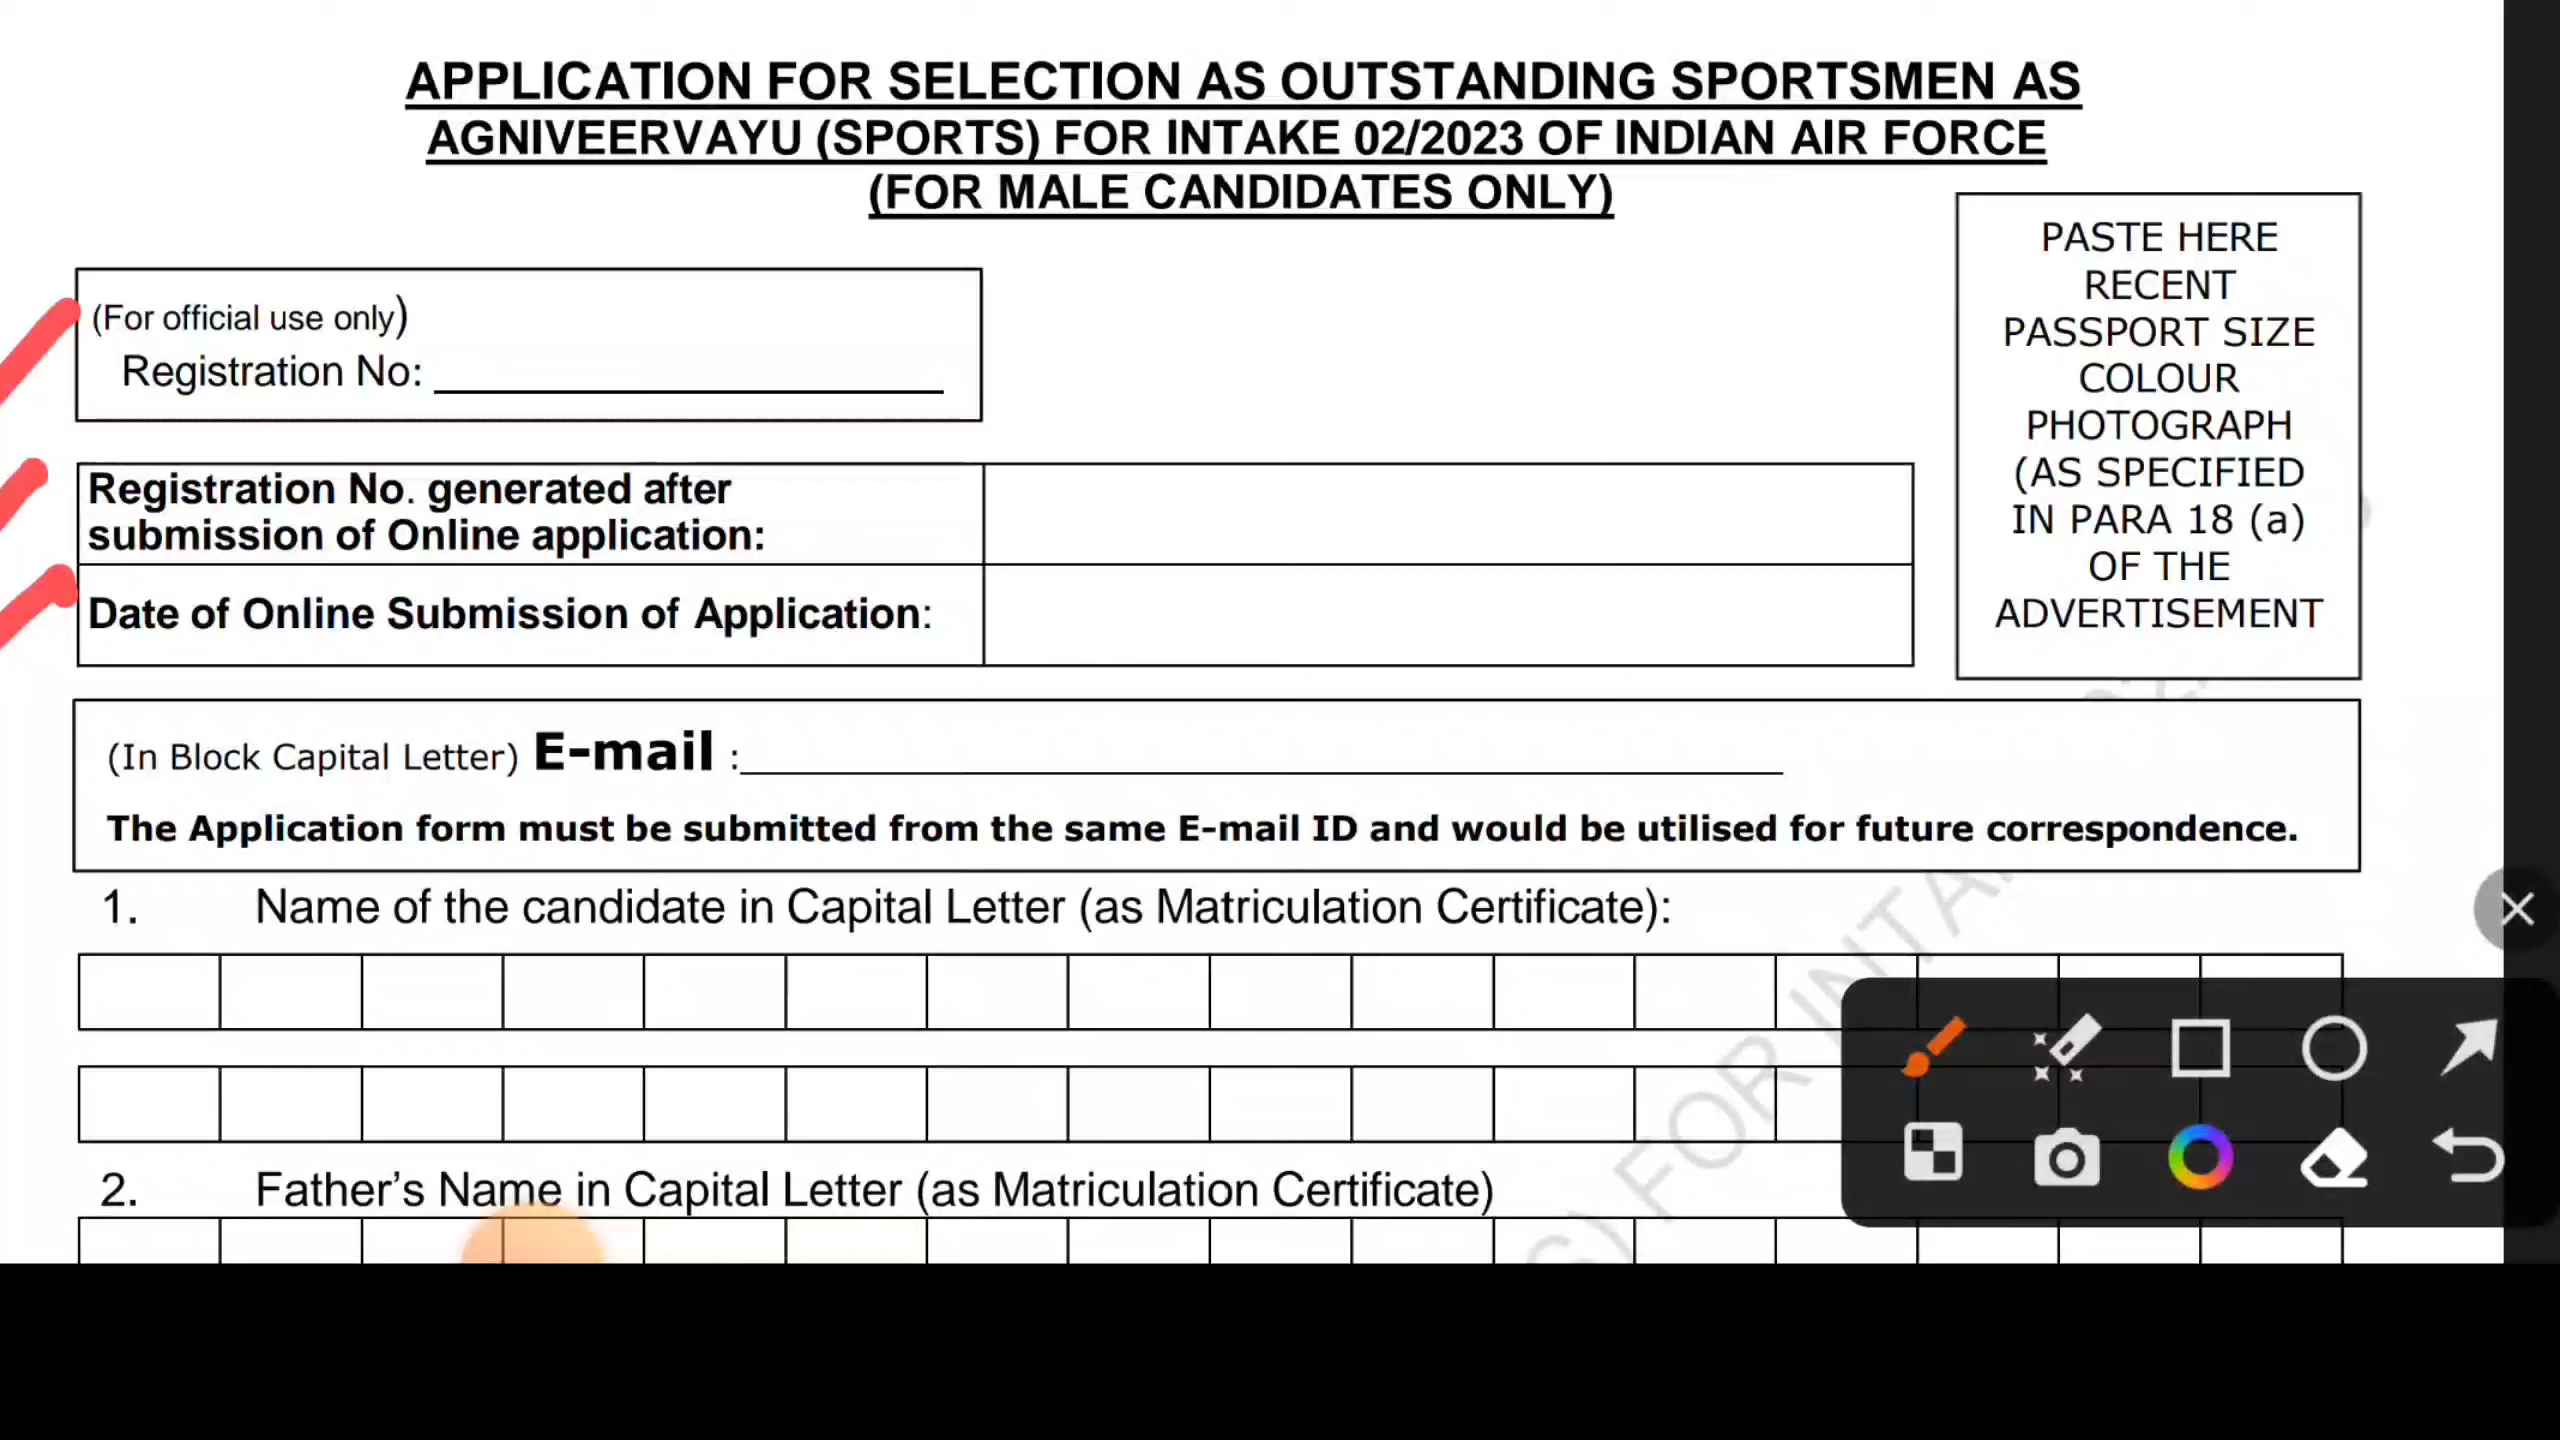 APPLICATION FOR SELECTION AS OUTSTANDING SPORTSMEN AS
AGNIVEERVAYU (SPORTS) FOR INTAKE 02/2023 OF INDIAN AIR FORCE
(FOR MALE CANDIDATES ONLY)
PASTE HERE
RECENT
PASSPORT SIZE
COLOUR
PHOTOGRAPH
(AS SPECIFIED
IN PARA 18 (a)
OF THE
ADVERTISEMENT
(For official use only)
Registration No:
Registration No. generated after
submission of Online application:
Date of Online Submission of Application:
(In Block Capital Letter) E-mail :
The Application form must be submitted from the same E-mail ID and would be utilised for future correspondence.
1. Name of the candidate in Capital Letter (as Matriculation Certificate):
2. Father’s Name in Capital Letter (as Matriculation Certificate)
FOR